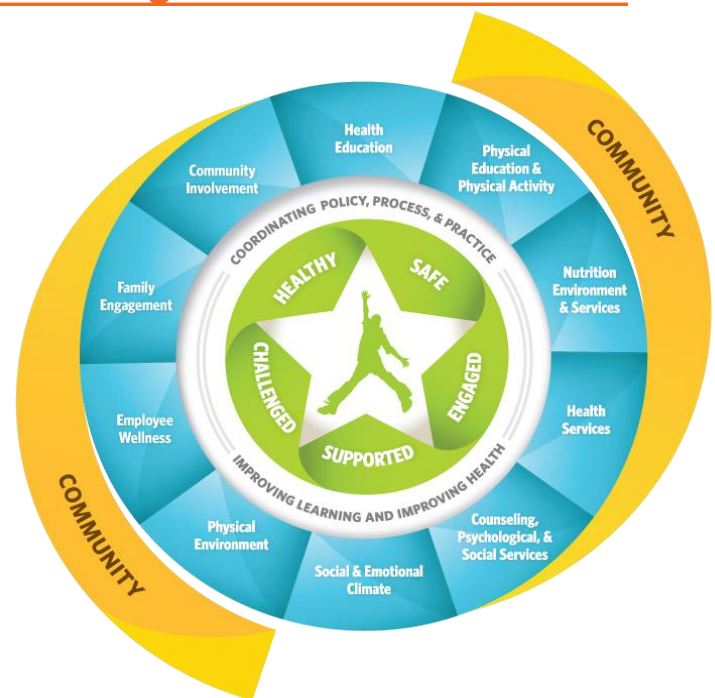 COMMUNITY
Health
Education
Physical
Education &
Physical Activity
Nutrition
Environment
& Services
Health
Services
Counseling,
Psychological, &
Social Services
Social & Emotional
Climate
Physical
Environment
Employee
Wellness
Family
Engagement
Community
Involvement
COORDINATING POLICY, PROCESS, & PRACTICE
IMPROVING LEARNING AND IMPROVING HEALTH
HEALTHY
SAFE
ENGAGED
SUPPORTED
CHALLENGED
COMMUNITY